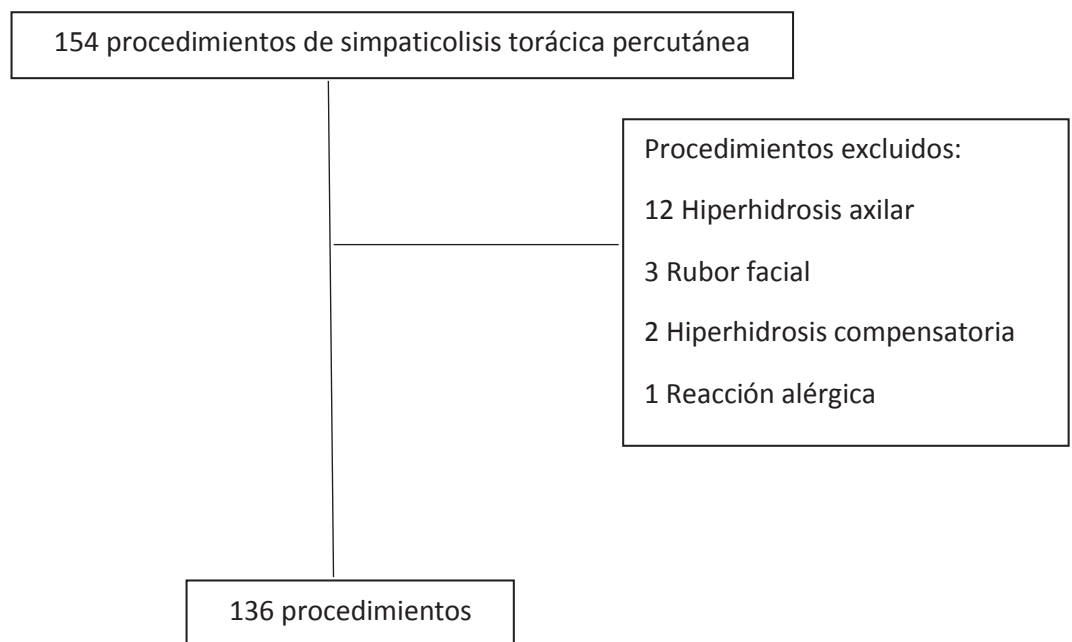 154 procedimientos de simpaticolisis torácica percutánea
Procedimientos excluidos:
12 Hiperhidrosis axilar
3 Rubor facial
2 Hiperhidrosis compensatoria
1 Reacción alérgica
136 procedimientos